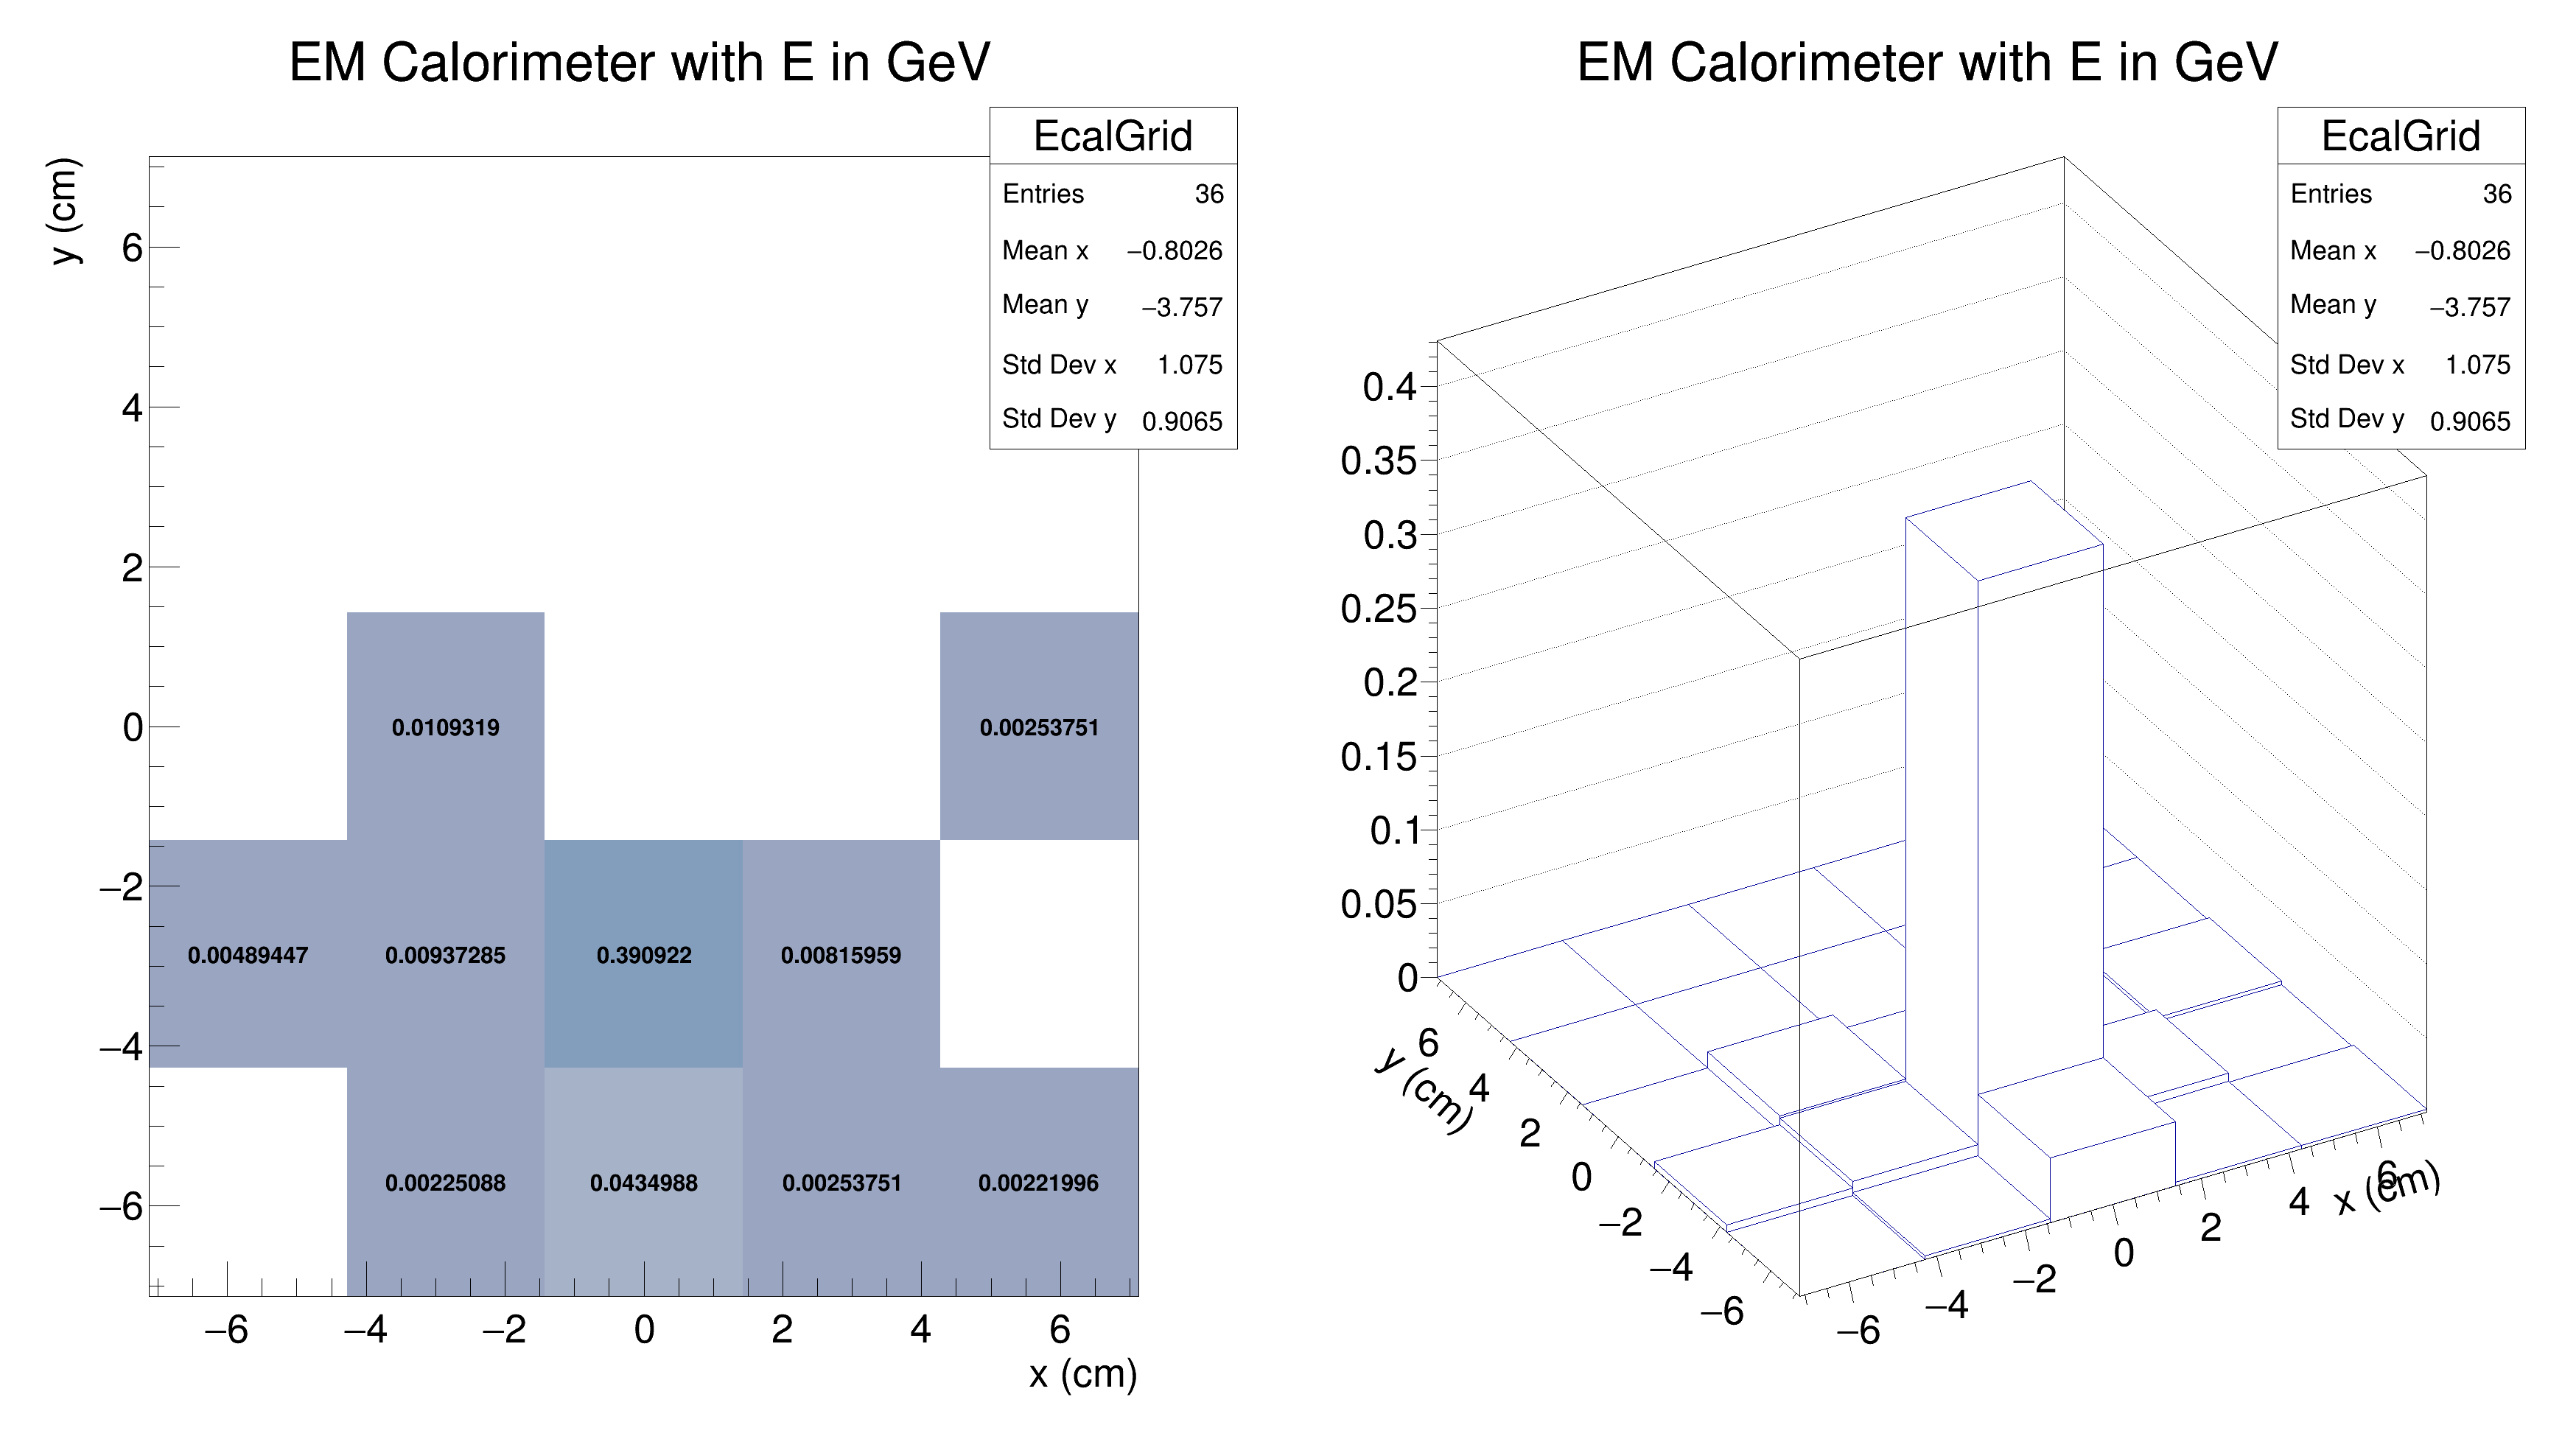 EM Calorimeter with E in GeV
EcalGrid
Entries 36
Mean x −0.8026
Mean y −3.757
Std Dev x 1.075
Std Dev y 0.9065
y (cm)
6
4
2
0
−2
−4
−6
0.0109319 0.00253751
0.00489447 0.00937285 0.390922 0.00815959
0.00225088 0.0434988 0.00253751 0.00221996
−6 −4 −2 0 2 4 6
x (cm)
EM Calorimeter with E in GeV
EcalGrid
Entries 36
Mean x −0.8026
Mean y −3.757
Std Dev x 1.075
Std Dev y 0.9065
0.4
0.35
0.3
0.25
0.2
0.15
0.1
0.05
0
y (cm)
6
4
2
0
−2
−4
−6
−6 −4 −2 0 2 4 6
x (cm)